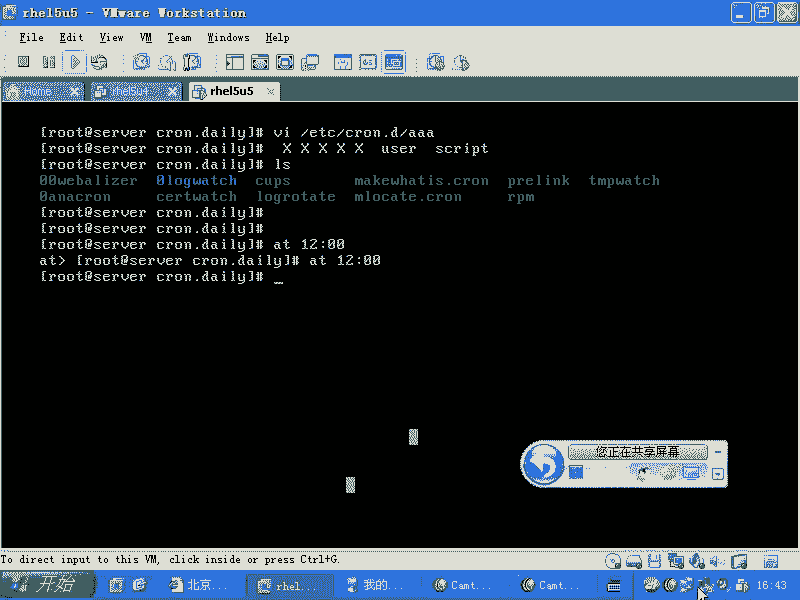 rhel5u5 - VMware Workstation
File Edit View VM Team Windows Help
Home rhel5u4 rhel5u5
[root@server cron.daily]# vi /etc/cron.d/aaa
[root@server cron.daily]#  X X X X X  user  script
[root@server cron.daily]# ls
00webalizer  0logwatch  cups       makewhatis.cron  prelink  tmpwatch
0anacron     certwatch  logrotate  mlocate.cron     rpm
[root@server cron.daily]#
[root@server cron.daily]#
[root@server cron.daily]# at 12:00
at> [root@server cron.daily]# at 12:00
[root@server cron.daily]# _
您正在共享屏幕
To direct input to this VM, click inside or press Ctrl+G.
开始 北京... rhel... 我的... Camt... Camt... 16:43